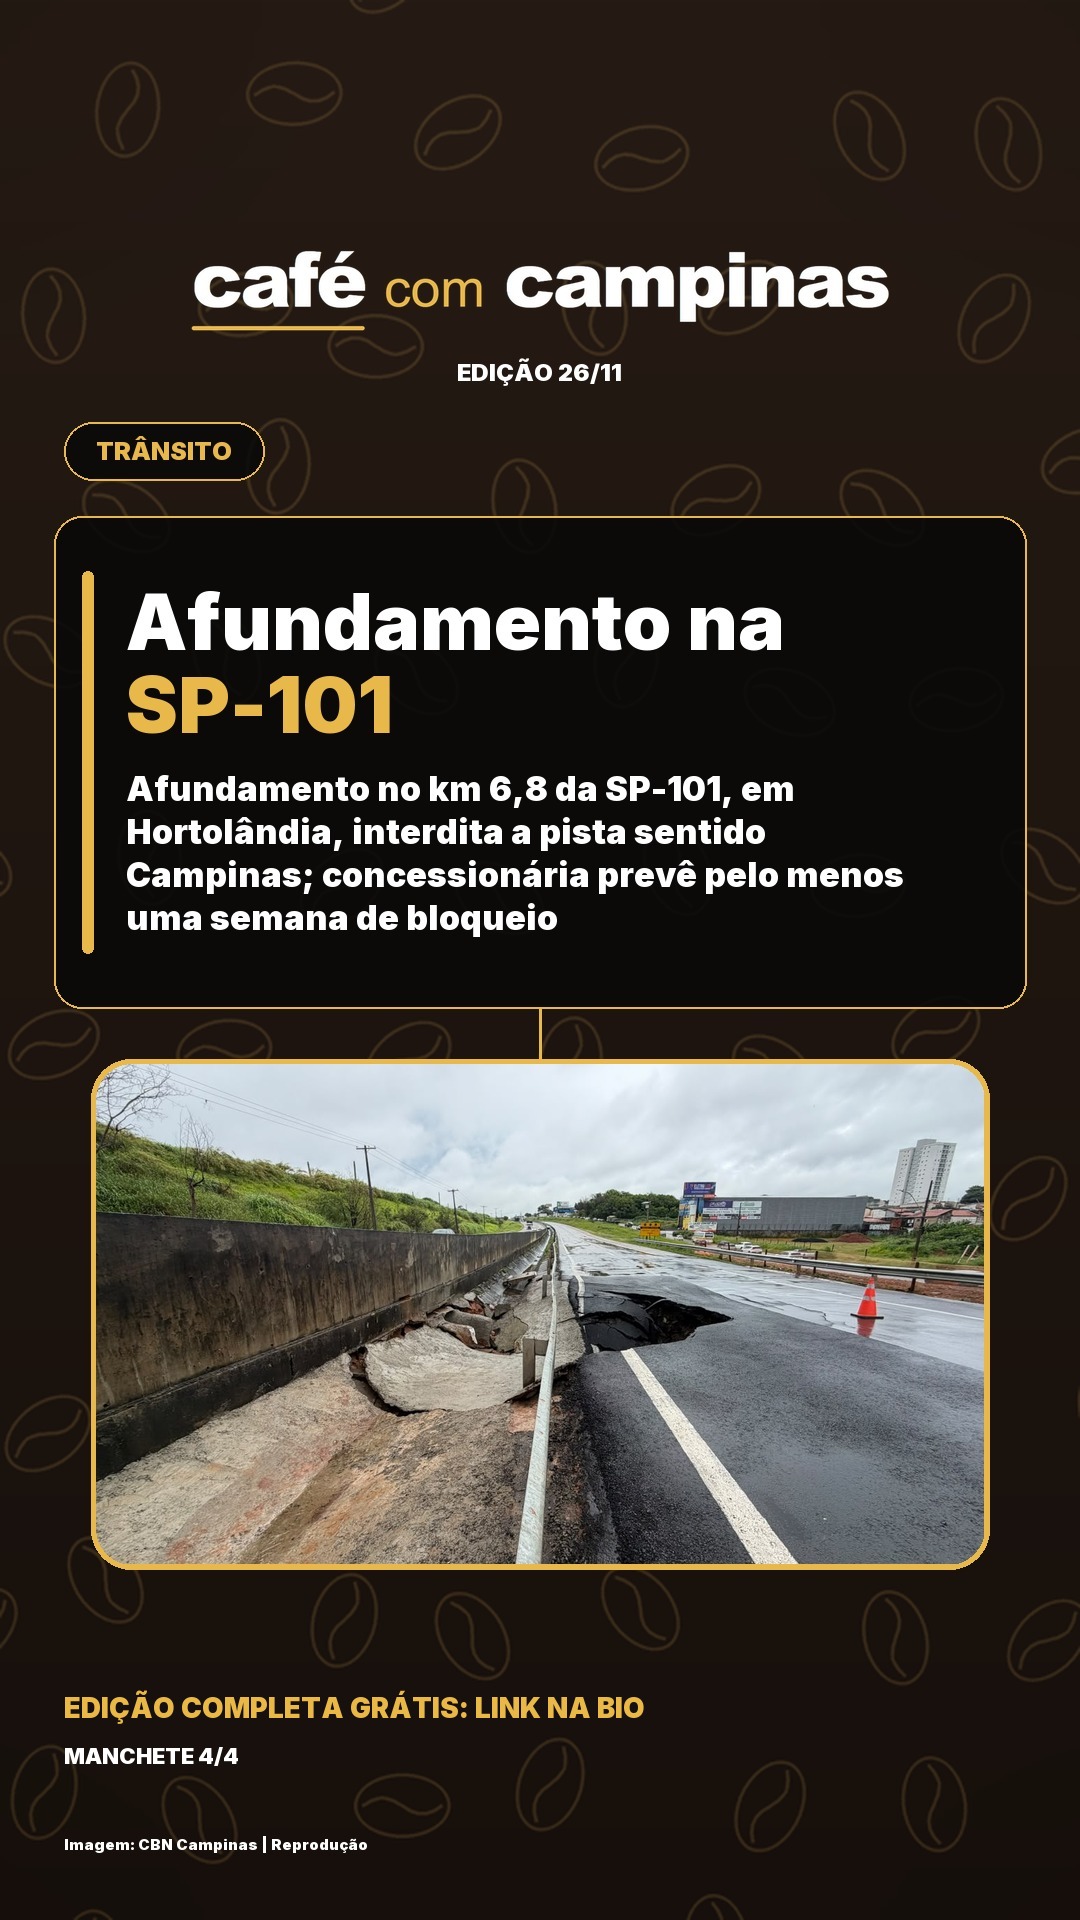 café com campinas
EDIÇÃO 26/11
TRÂNSITO
Afundamento na
SP-101
Afundamento no km 6,8 da SP-101, em
Hortolândia, interdita a pista sentido
Campinas; concessionária prevê pelo menos
uma semana de bloqueio
EDIÇÃO COMPLETA GRÁTIS: LINK NA BIO
MANCHETE 4/4
Imagem: CBN Campinas | Reprodução